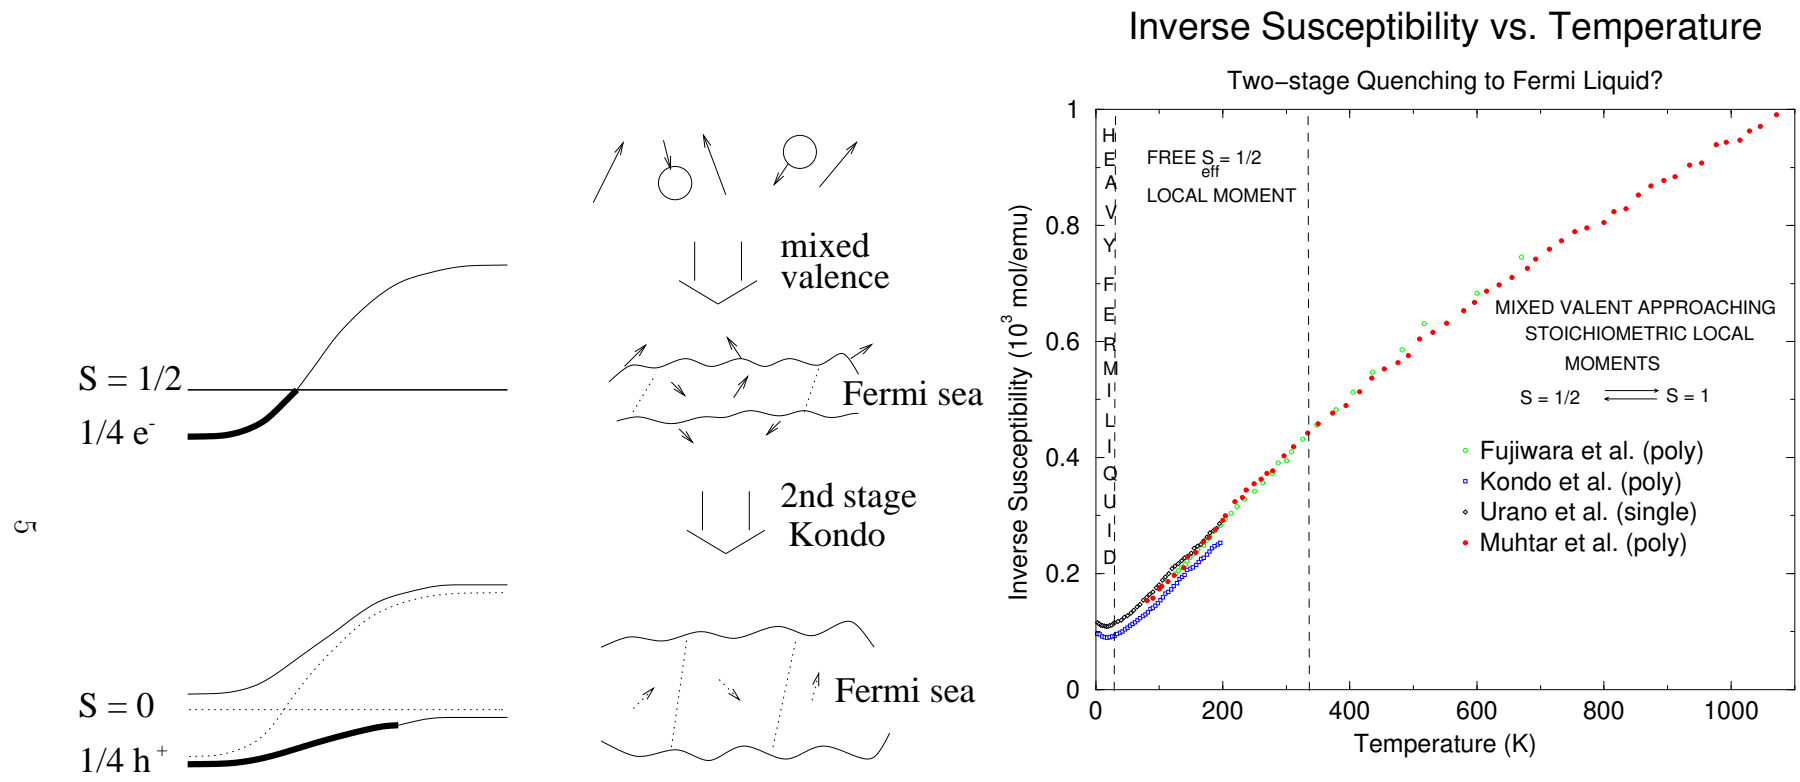 S = 1/2
1/4 e-
S = 0
1/4 h+
5
mixed
valence
Fermi sea
2nd stage
Kondo
Fermi sea
Inverse Susceptibility vs. Temperature
Two−stage Quenching to Fermi Liquid?
Inverse Susceptibility (10^3 mol/emu)
1
0.8
0.6
0.4
0.2
0
HEAVY FERMI LIQUID
FREE S_eff = 1/2
LOCAL MOMENT
MIXED VALENT APPROACHING
STOICHIOMETRIC LOCAL
MOMENTS
S = 1/2 S = 1
Fujiwara et al. (poly)
Kondo et al. (poly)
Urano et al. (single)
Muhtar et al. (poly)
0 200 400 600 800 1000
Temperature (K)